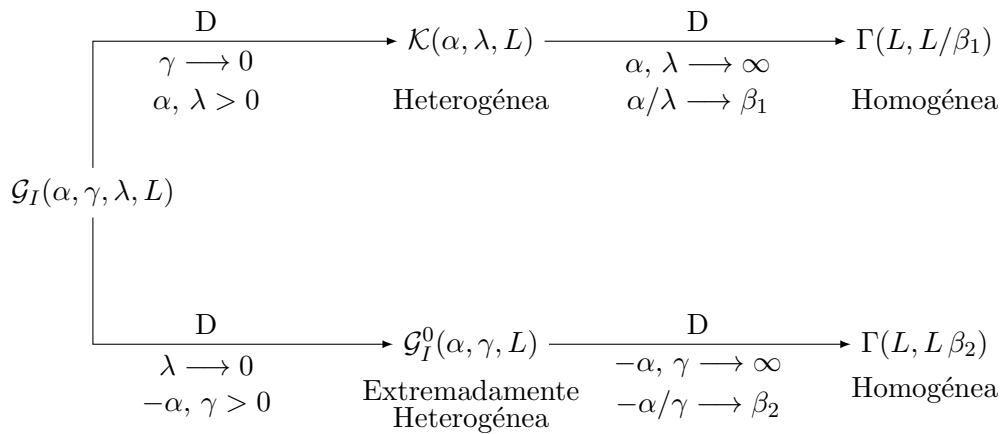 D
𝒦(α, λ, L)
D
Γ(L, L/β₁)
γ ⟶ 0
α, λ ⟶ ∞
α, λ > 0
Heterogénea
α/λ ⟶ β₁
Homogénea
𝒢_I(α, γ, λ, L)
D
𝒢_I^0(α, γ, L)
D
Γ(L, L β₂)
λ ⟶ 0
−α, γ ⟶ ∞
−α, γ > 0
Extremadamente
Heterogénea
−α/γ ⟶ β₂
Homogénea